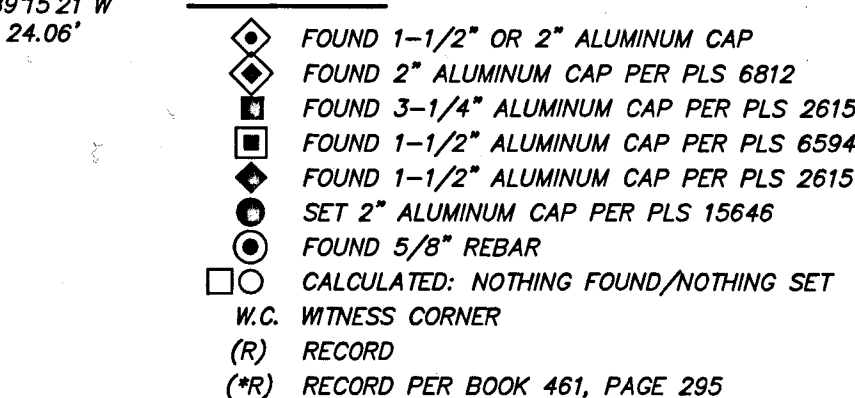 15'21" W
24.06'
FOUND 1-1/2" OR 2" ALUMINUM CAP
FOUND 2" ALUMINUM CAP PER PLS 6812
FOUND 3-1/4" ALUMINUM CAP PER PLS 2615
FOUND 1-1/2" ALUMINUM CAP PER PLS 6594
FOUND 1-1/2" ALUMINUM CAP PER PLS 2615
SET 2" ALUMINUM CAP PER PLS 15646
FOUND 5/8" REBAR
CALCULATED: NOTHING FOUND/NOTHING SET
W.C. WITNESS CORNER
(R) RECORD
(*R) RECORD PER BOOK 461, PAGE 295